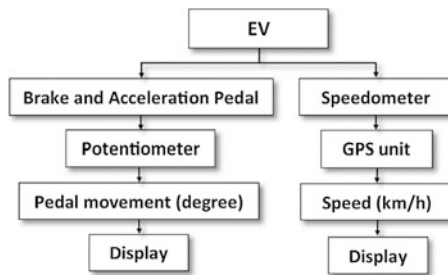 EV
Brake and Acceleration Pedal
Speedometer
Potentiometer
GPS unit
Pedal movement (degree)
Speed (km/h)
Display
Display